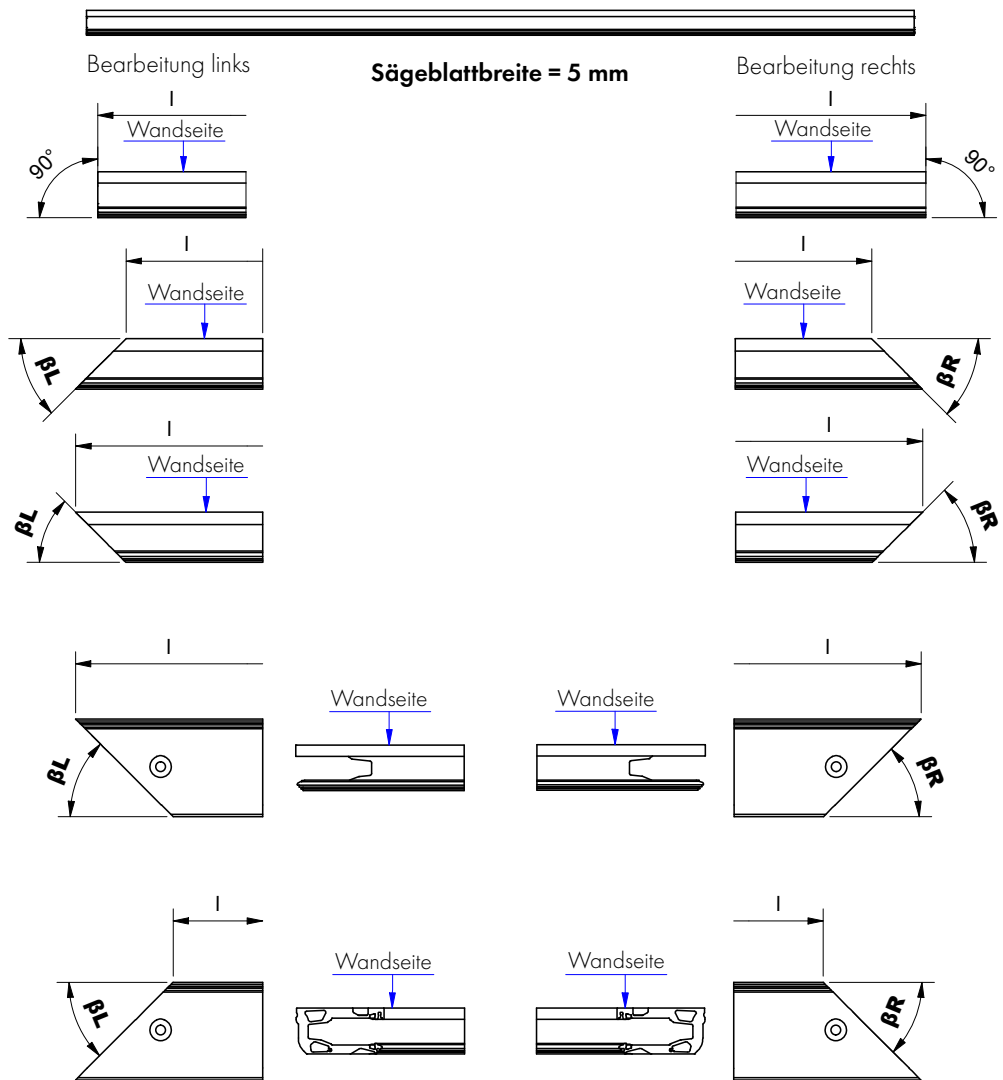 Bearbeitung links
Sägeblattbreite = 5 mm
Bearbeitung rechts
l
l
Wandseite
Wandseite
90°
90°
l
l
Wandseite
Wandseite
βL
βR
l
l
Wandseite
Wandseite
βL
βR
l
l
Wandseite
Wandseite
βL
βR
l
l
Wandseite
Wandseite
βL
βR